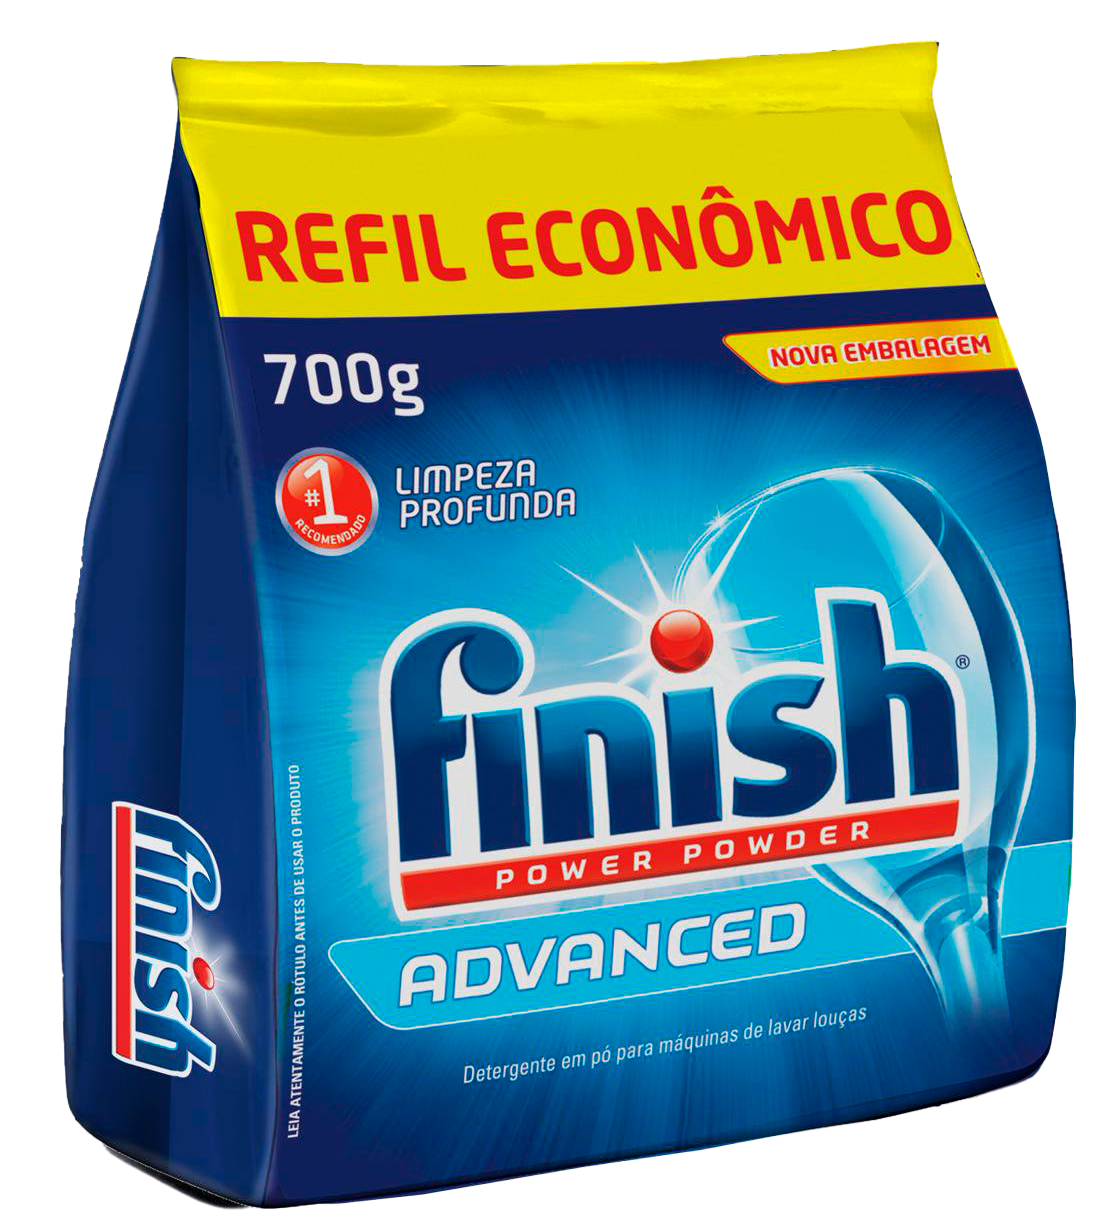 REFIL ECONÔMICO
700g
NOVA EMBALAGEM
#1
RECOMENDADO
LIMPEZA
PROFUNDA
finish®
POWER POWDER
ADVANCED
Detergente em pó para máquinas de lavar louças
LEIA ATENTAMENTE O RÓTULO ANTES DE USAR O PRODUTO
finish